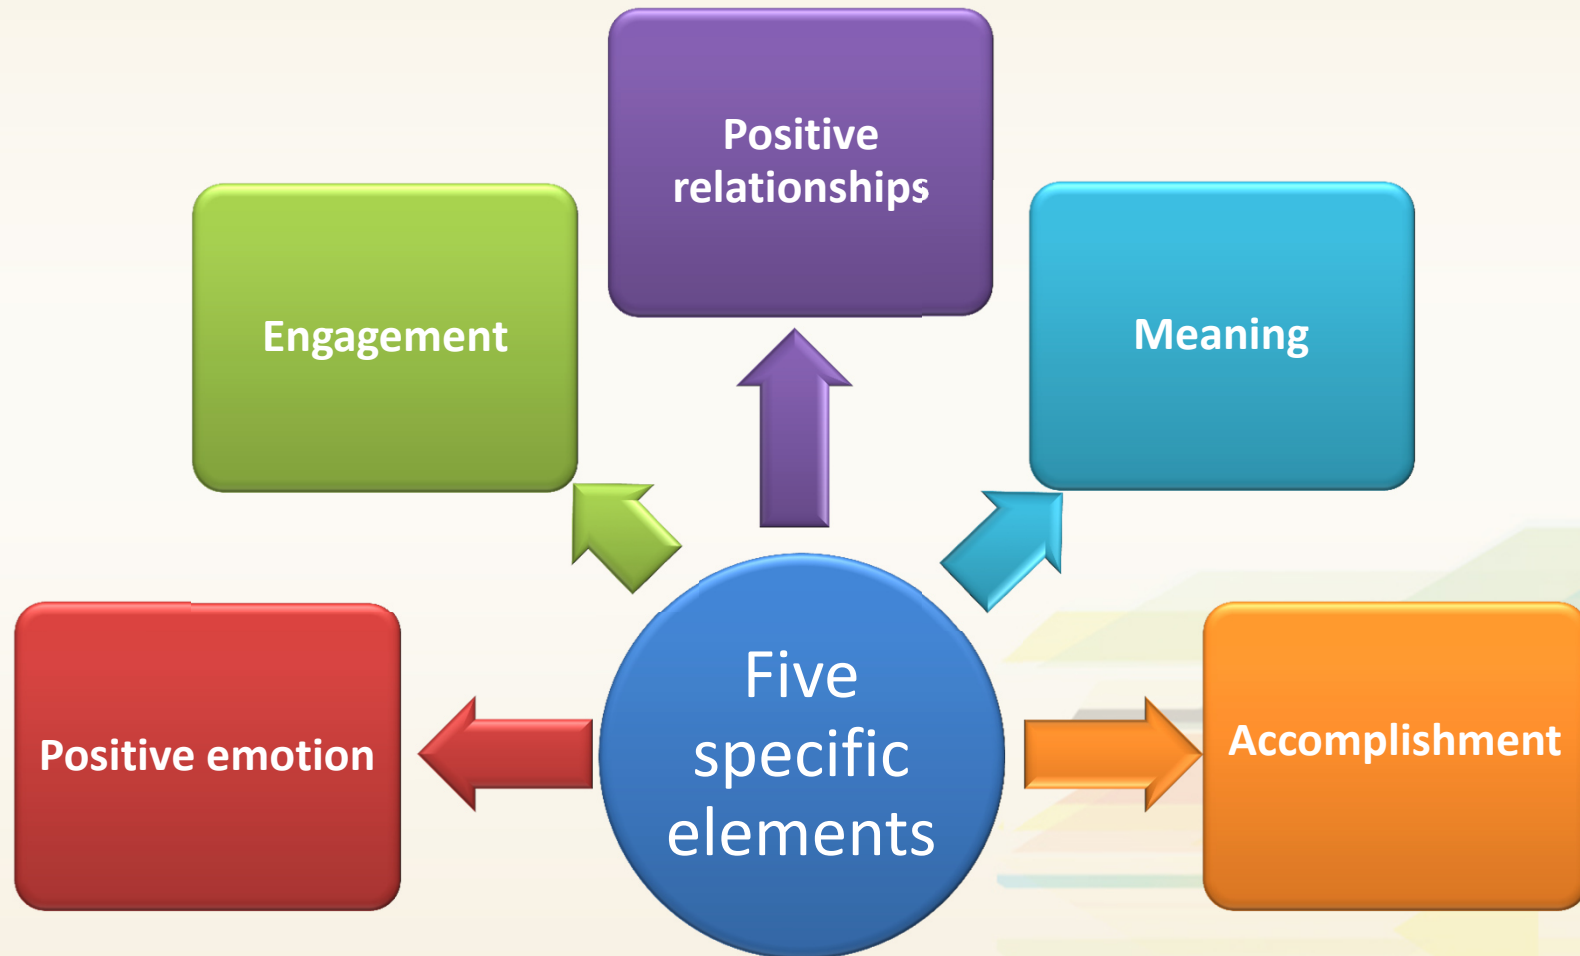 Positive
relationships
Engagement
Meaning
Positive emotion
Five
specific
elements
Accomplishment